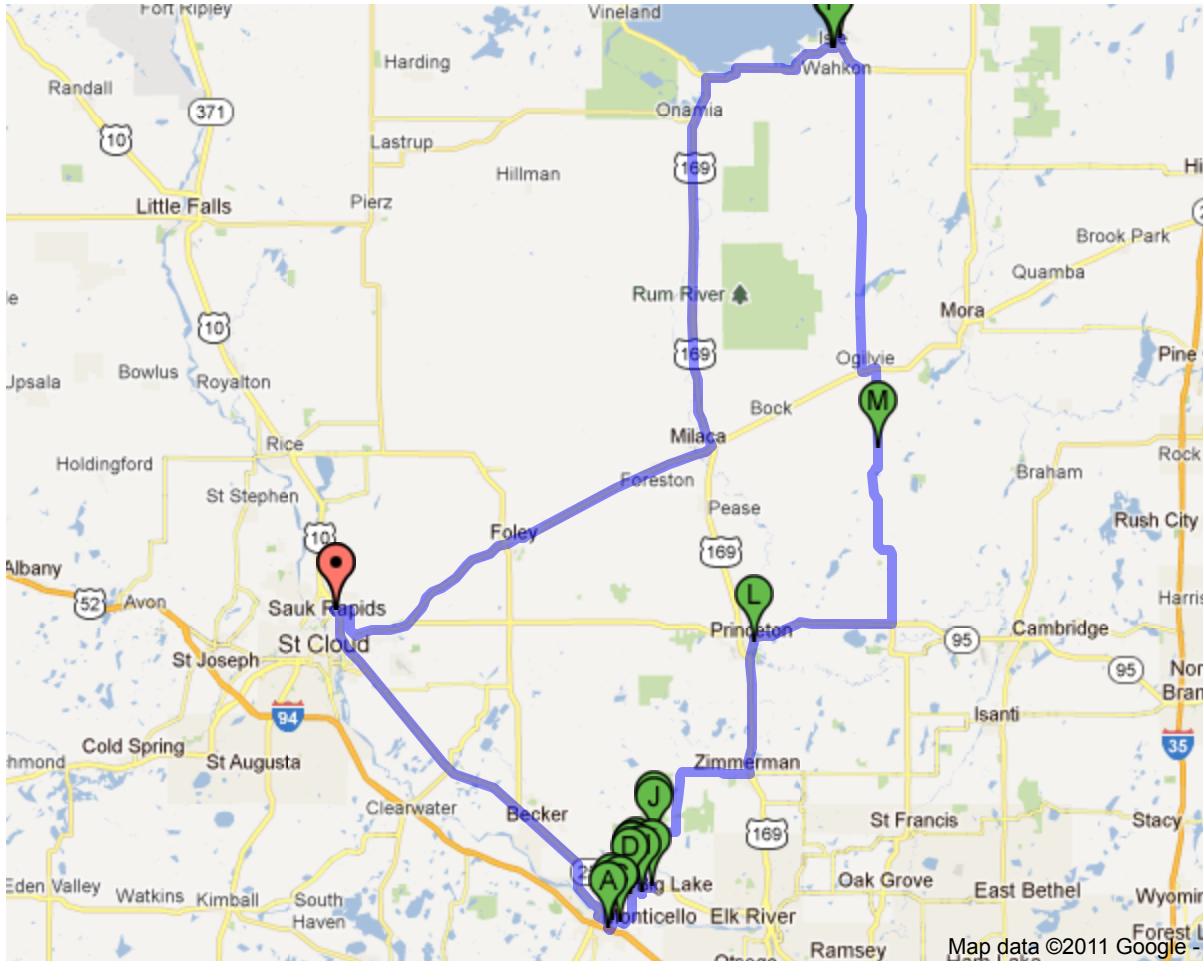 Fort Ripley
Vineland
Isle
Harding
Wahkon
Randall
371
10
Onamia
Lastrup
169
Hillman
Little Falls
Pierz
Brook Park
Quamba
Rum River
Mora
10
169
Ogilvie
Pine
Upsala
Bowlus
Royalton
M
Bock
Milaca
Rice
Holdingford
Rock
Braham
Foreston
St Stephen
Pease
Rush City
Foley
10
169
Albany
52
Avon
L
Harris
Sauk Rapids
Princeton
Cambridge
95
St Cloud
St Joseph
95
94
Isanti
Cold Spring
35
St Augusta
Zimmerman
J
Clearwater
Becker
St Francis
Stacy
169
D
A
Big Lake
Oak Grove
East Bethel
Eden Valley
Watkins
Kimball
South
Haven
Monticello
Elk River
Ramsey
Map data ©2011 Google -